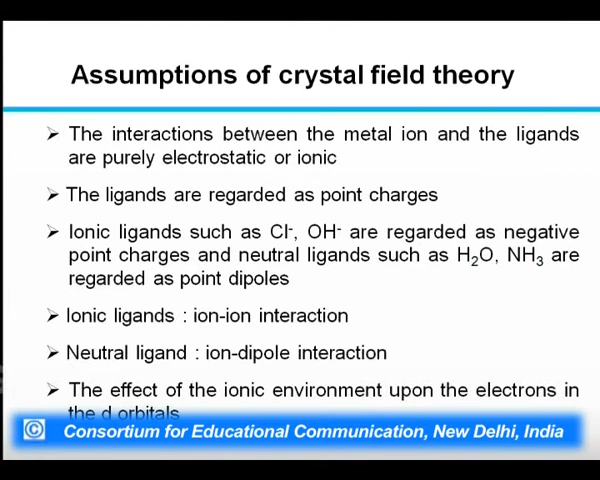 Assumptions of crystal field theory
➢ The interactions between the metal ion and the ligands
are purely electrostatic or ionic
➢ The ligands are regarded as point charges
➢ Ionic ligands such as Cl⁻, OH⁻ are regarded as negative
point charges and neutral ligands such as H₂O, NH₃ are
regarded as point dipoles
➢ Ionic ligands : ion-ion interaction
➢ Neutral ligand : ion-dipole interaction
➢ The effect of the ionic environment upon the electrons in
the d orbitals
© Consortium for Educational Communication, New Delhi, India